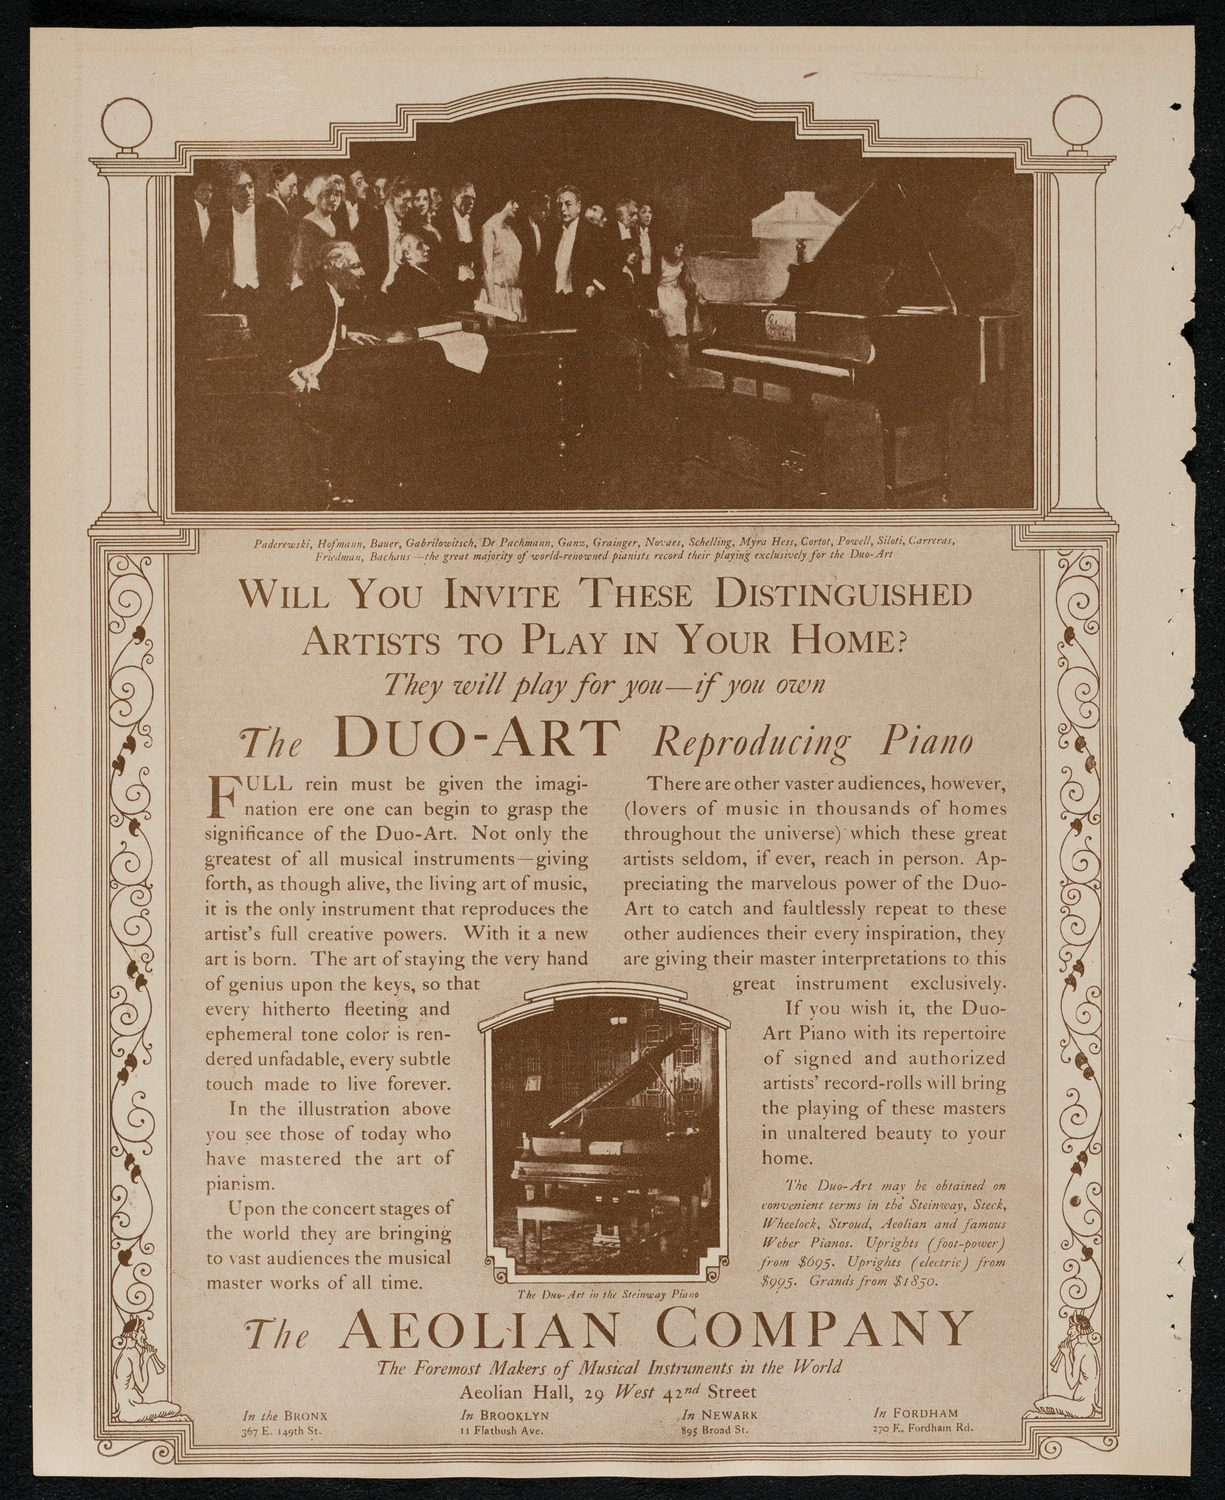 Paderewski, Hofmann, Bauer, Gabrilowitsch, De Pachmann, Ganz, Grainger, Novaes, Schelling, Myra Hess, Cortot, Powell, Siloti, Carreras,
Friedman, Bachaus—the great majority of world-renowned pianists record their playing exclusively for the Duo-Art
WILL YOU INVITE THESE DISTINGUISHED
ARTISTS TO PLAY IN YOUR HOME?
They will play for you—if you own
The DUO-ART Reproducing Piano
FULL rein must be given the imagi-
nation ere one can begin to grasp the
significance of the Duo-Art. Not only the
greatest of all musical instruments—giving
forth, as though alive, the living art of music,
it is the only instrument that reproduces the
artist's full creative powers. With it a new
art is born. The art of staying the very hand
of genius upon the keys, so that
every hitherto fleeting and
ephemeral tone color is ren-
dered unfadable, every subtle
touch made to live forever.
In the illustration above
you see those of today who
have mastered the art of
pianism.
Upon the concert stages of
the world they are bringing
to vast audiences the musical
master works of all time.
There are other vaster audiences, however,
(lovers of music in thousands of homes
throughout the universe) which these great
artists seldom, if ever, reach in person. Ap-
preciating the marvelous power of the Duo-
Art to catch and faultlessly repeat to these
other audiences their every inspiration, they
are giving their master interpretations to this
great instrument exclusively.
If you wish it, the Duo-
Art Piano with its repertoire
of signed and authorized
artists' record-rolls will bring
the playing of these masters
in unaltered beauty to your
home.
The Duo-Art may be obtained on
convenient terms in the Steinway, Steck,
Wheelock, Stroud, Aeolian and famous
Weber Pianos. Uprights (foot-power)
from $695. Uprights (electric) from
$995. Grands from $1850.
The Duo-Art in the Steinway Piano
The AEOLIAN COMPANY
The Foremost Makers of Musical Instruments in the World
Aeolian Hall, 29 West 42nd Street
In the BRONX
367 E. 149th St.
In BROOKLYN
11 Flatbush Ave.
In NEWARK
895 Broad St.
In FORDHAM
270 E. Fordham Rd.